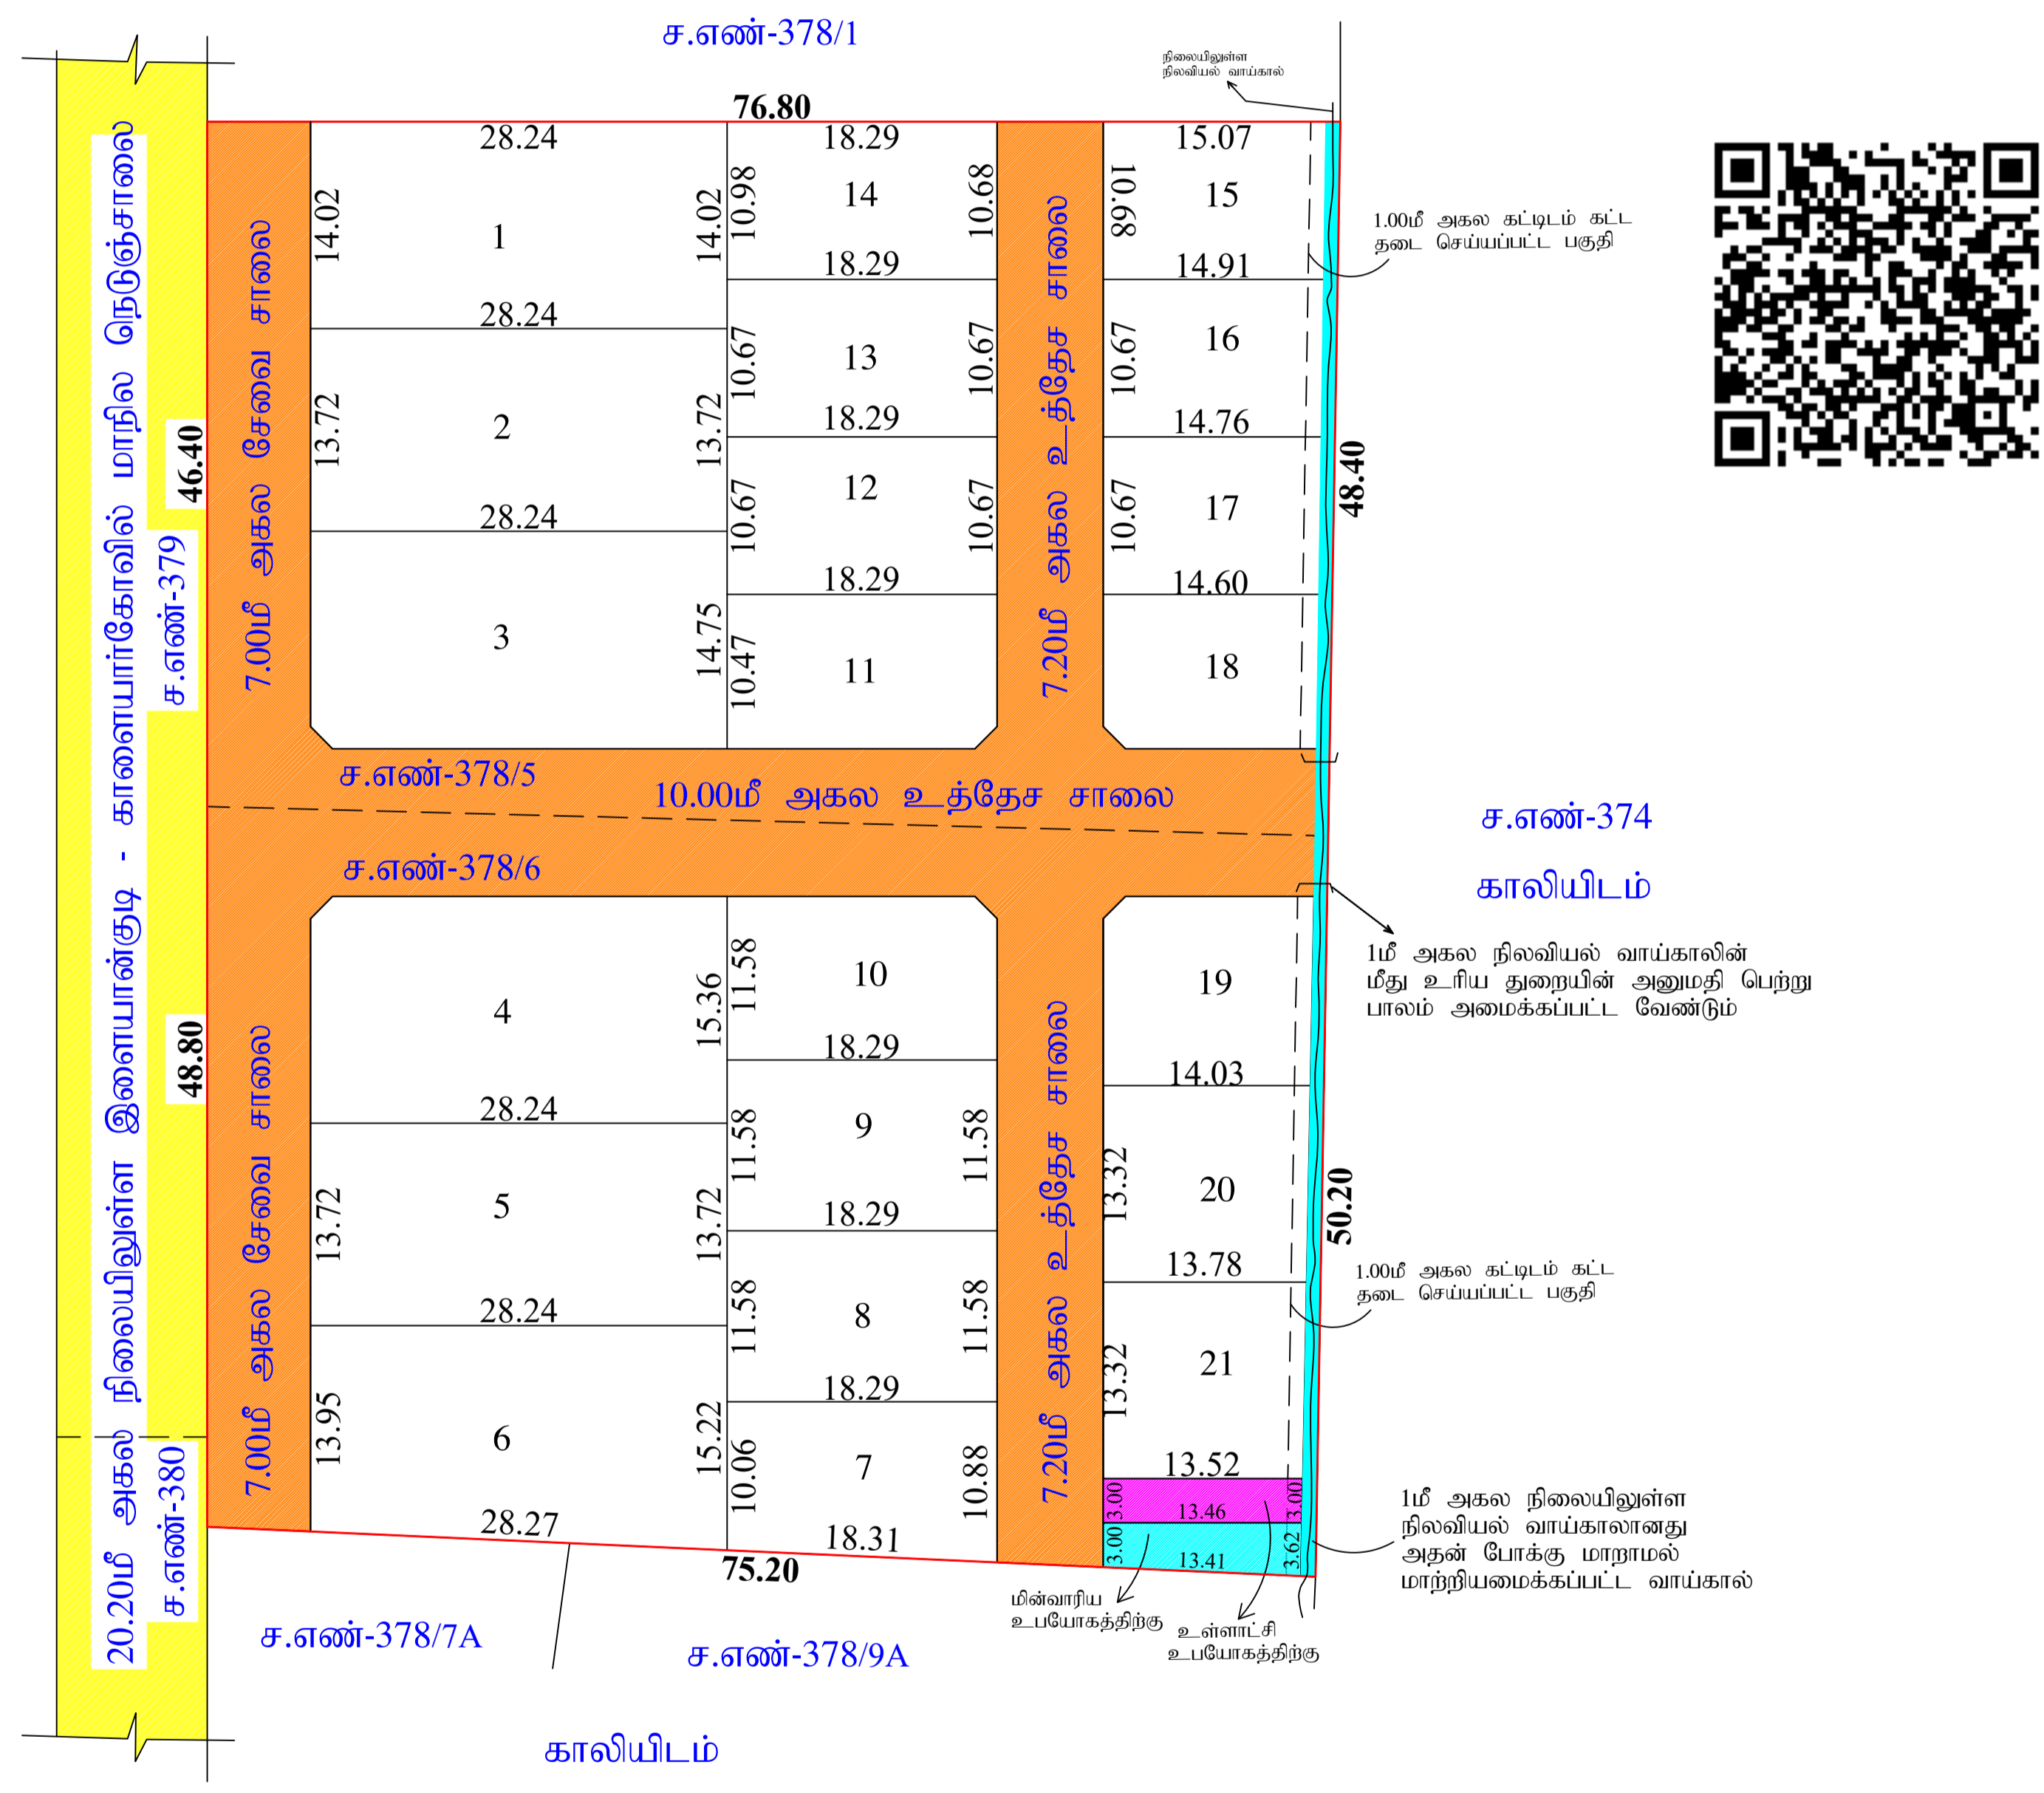 ச.எண்-378/1
நிலையிலுள்ள
நிலவியல் வாய்கால்
76.80
28.24
18.29
15.07
14.02
1
14.02
10.98
14
10.68
10.68
15
1.00மீ அகல கட்டிடம் கட்ட
தடை செய்யப்பட்ட பகுதி
28.24
18.29
14.91
13.72
2
13.72
10.67
13
10.67
10.67
16
18.29
14.76
28.24
10.67
12
10.67
10.67
17
18.29
14.60
3
14.75
10.47
11
18
46.40
48.40
ச.எண்-379
7.00மீ அகல சேவை சாலை
7.20மீ அகல உத்தேச சாலை
20.20மீ அகல நிலையிலுள்ள இளையான்குடி - காளையார்கோவில் மாநில நெடுஞ்சாலை
ச.எண்-378/5
10.00மீ அகல உத்தேச சாலை
ச.எண்-378/6
ச.எண்-374
காலியிடம்
1மீ அகல நிலவியல் வாய்காலின்
மீது உரிய துறையின் அனுமதி பெற்று
பாலம் அமைக்கப்பட்ட வேண்டும்
48.80
4
15.36
11.58
10
19
18.29
14.03
28.24
13.72
5
13.72
11.58
9
11.58
13.32
20
18.29
13.78
50.20
28.24
11.58
8
11.58
1.00மீ அகல கட்டிடம் கட்ட
தடை செய்யப்பட்ட பகுதி
18.29
13.32
21
13.95
6
15.22
10.06
7
10.88
13.52
7.00மீ அகல சேவை சாலை
7.20மீ அகல உத்தேச சாலை
3.00
13.46
3.00
28.27
18.31
3.00
13.41
3.62
75.20
1மீ அகல நிலையிலுள்ள
நிலவியல் வாய்காலானது
அதன் போக்கு மாறாமல்
மாற்றியமைக்கப்பட்ட வாய்கால்
ச.எண்-380
மின்வாரிய
உபயோகத்திற்கு
உள்ளாட்சி
உபயோகத்திற்கு
ச.எண்-378/7A
ச.எண்-378/9A
காலியிடம்